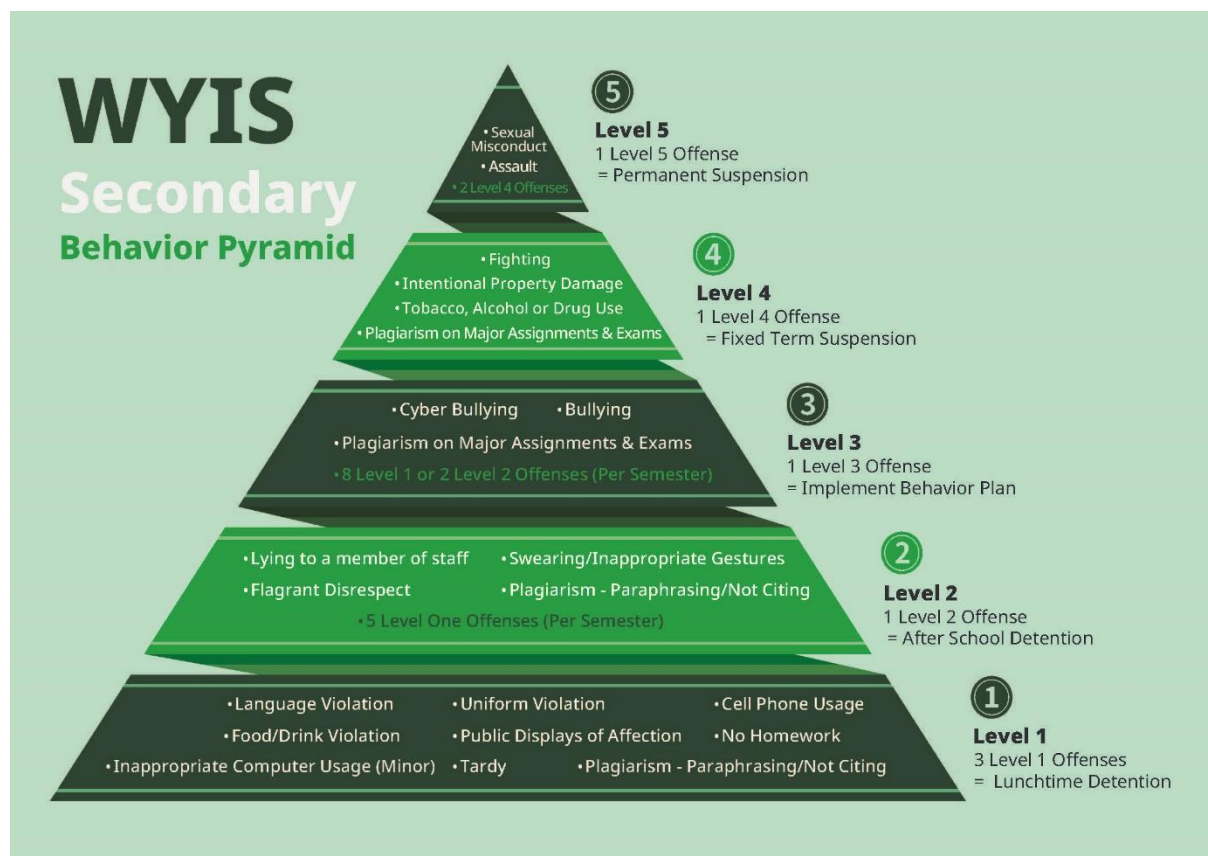 WYIS
Secondary
Behavior Pyramid
5
Level 5
1 Level 5 Offense
= Permanent Suspension
• Sexual
Misconduct
• Assault
• 2 Level 4 Offenses
4
Level 4
1 Level 4 Offense
= Fixed Term Suspension
• Fighting
• Intentional Property Damage
• Tobacco, Alcohol or Drug Use
• Plagiarism on Major Assignments & Exams
3
Level 3
1 Level 3 Offense
= Implement Behavior Plan
• Cyber Bullying • Bullying
• Plagiarism on Major Assignments & Exams
• 8 Level 1 or 2 Level 2 Offenses (Per Semester)
2
Level 2
1 Level 2 Offense
= After School Detention
• Lying to a member of staff • Swearing/Inappropriate Gestures
• Flagrant Disrespect • Plagiarism - Paraphrasing/Not Citing
• 5 Level One Offenses (Per Semester)
1
Level 1
3 Level 1 Offenses
= Lunchtime Detention
• Language Violation • Uniform Violation • Cell Phone Usage
• Food/Drink Violation • Public Displays of Affection • No Homework
• Inappropriate Computer Usage (Minor) • Tardy • Plagiarism - Paraphrasing/Not Citing